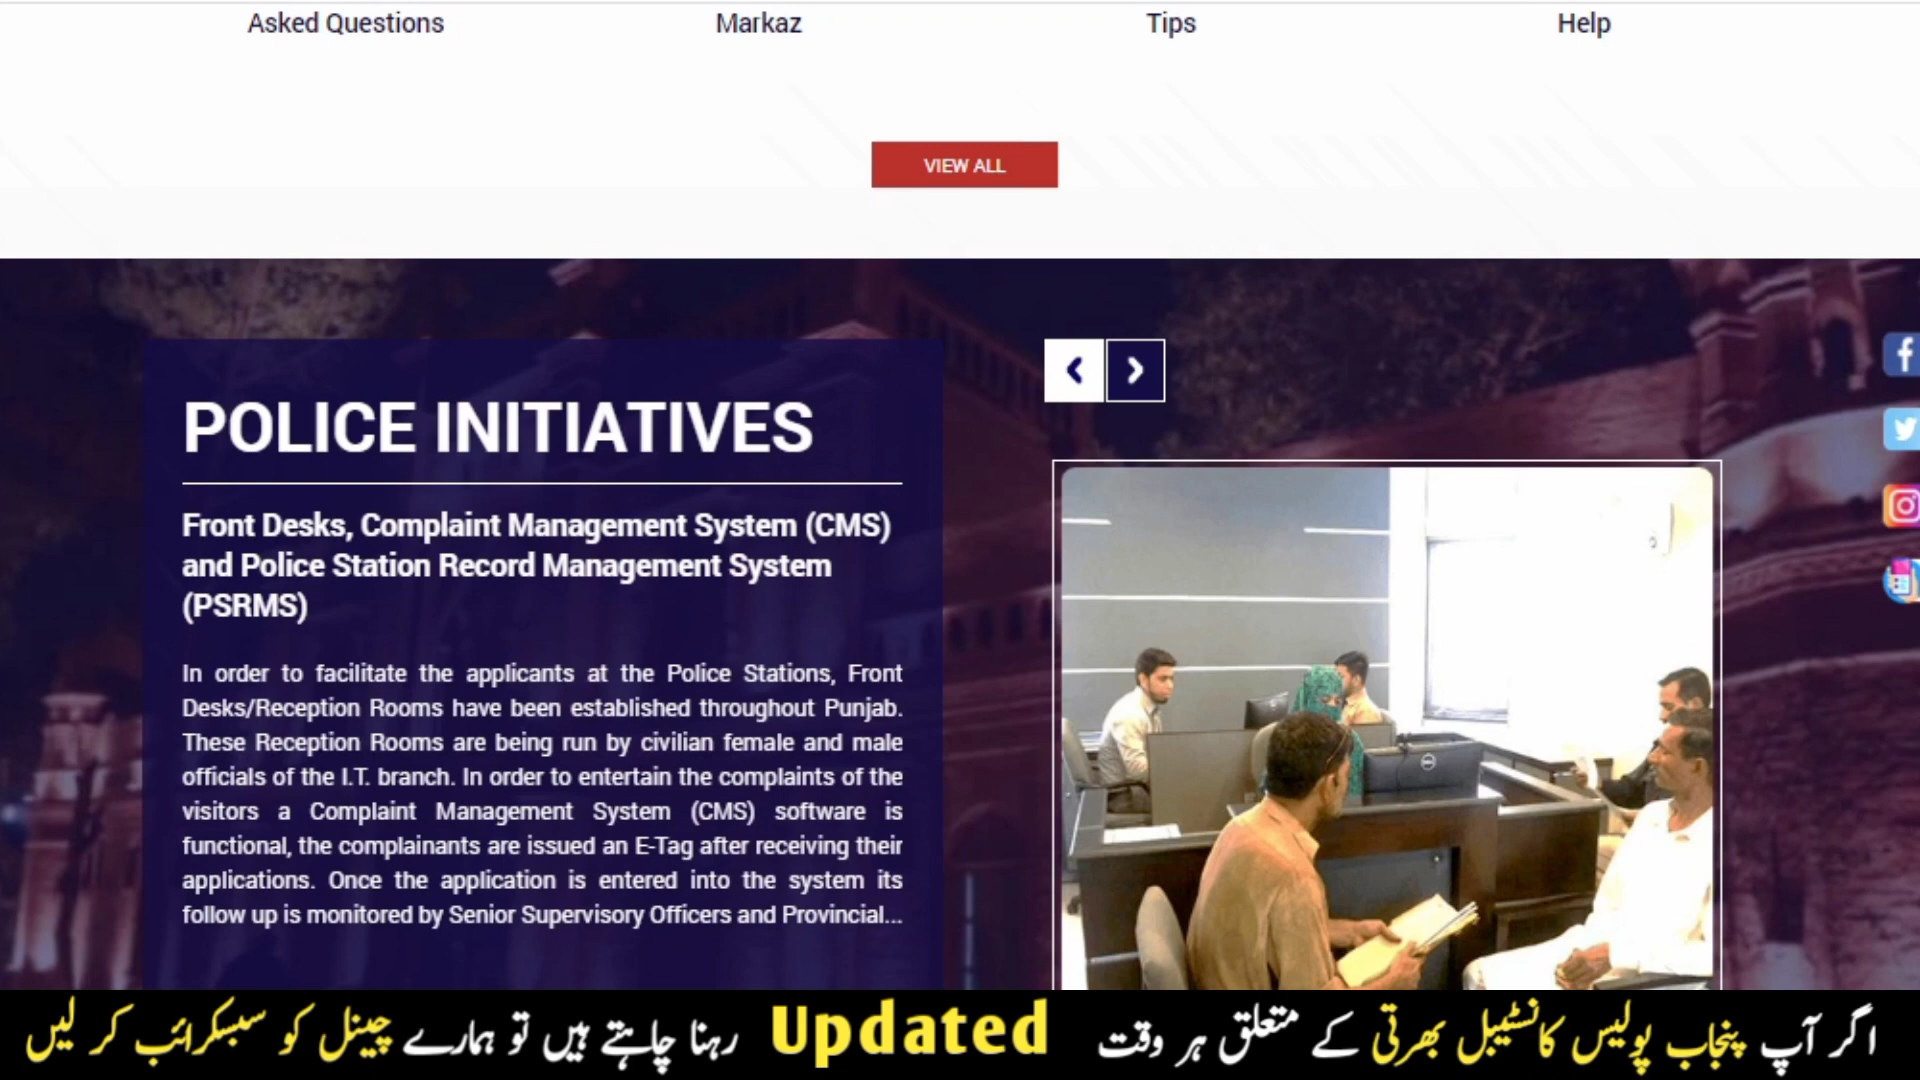 Asked Questions
Markaz
Tips
Help
VIEW ALL
POLICE INITIATIVES
Front Desks, Complaint Management System (CMS)
and Police Station Record Management System
(PSRMS)
In order to facilitate the applicants at the Police Stations, Front
Desks/Reception Rooms have been established throughout Punjab.
These Reception Rooms are being run by civilian female and male
officials of the I.T. branch. In order to entertain the complaints of the
visitors a Complaint Management System (CMS) software is
functional, the complainants are issued an E-Tag after receiving their
applications. Once the application is entered into the system its
follow up is monitored by Senior Supervisory Officers and Provincial...
اگر آپ پنجاب پولیس کانسٹیبل بھرتی کے متعلق ہر وقت Updated رہنا چاہتے ہیں تو ہمارے چینل کو سبسکرائب کر لیں